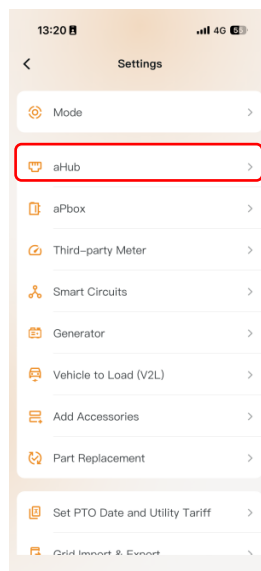 13:20 4G
Settings
Mode
aHub
aPbox
Third-party Meter
Smart Circuits
Generator
Vehicle to Load (V2L)
Add Accessories
Part Replacement
Set PTO Date and Utility Tariff
Grid Import & Export